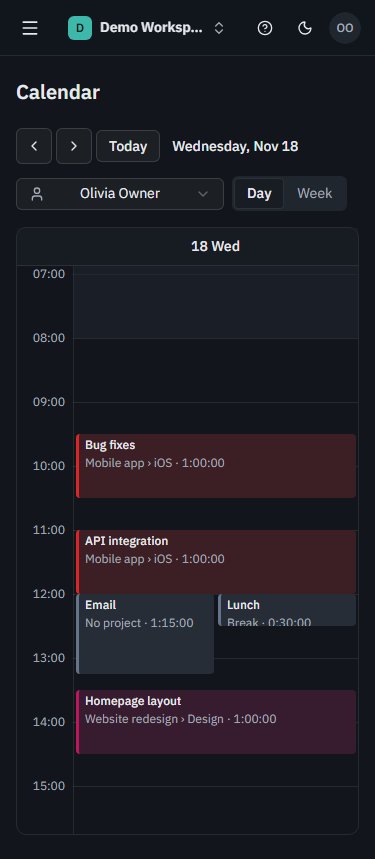 D Demo Worksp... OO
Calendar
Today Wednesday, Nov 18
Olivia Owner Day Week
18 Wed
07:00
08:00
09:00
Bug fixes
Mobile app › iOS · 1:00:00
10:00
11:00
API integration
Mobile app › iOS · 1:00:00
12:00
Email
No project · 1:15:00
Lunch
Break · 0:30:00
13:00
Homepage layout
Website redesign › Design · 1:00:00
14:00
15:00